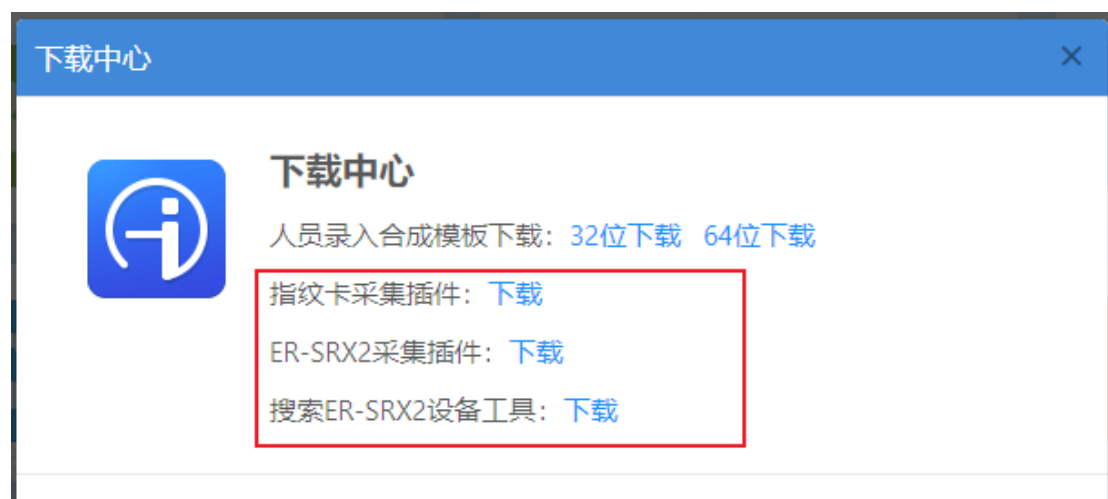 下载中心
下载中心
人员录入合成模板下载：32位下载 64位下载
指纹卡采集插件：下载
ER-SRX2采集插件：下载
搜索ER-SRX2设备工具：下载